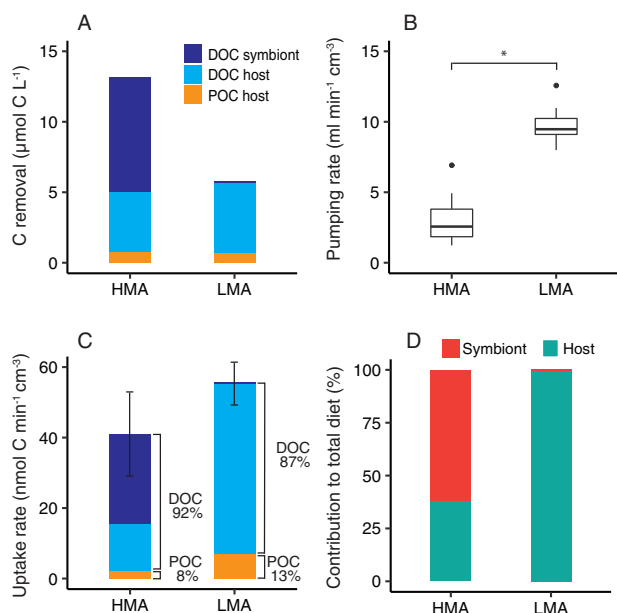 A
C removal (µmol C L-1)
15
10
5
0
DOC symbiont
DOC host
POC host
HMA
LMA
B
Pumping rate (ml min-1 cm-3)
15
10
5
0
*
HMA
LMA
C
Uptake rate (nmol C min-1 cm-3)
60
40
20
0
DOC
92%
POC
8%
DOC
87%
POC
13%
HMA
LMA
D
Symbiont
Host
Contribution to total diet (%)
100
75
50
25
0
HMA
LMA